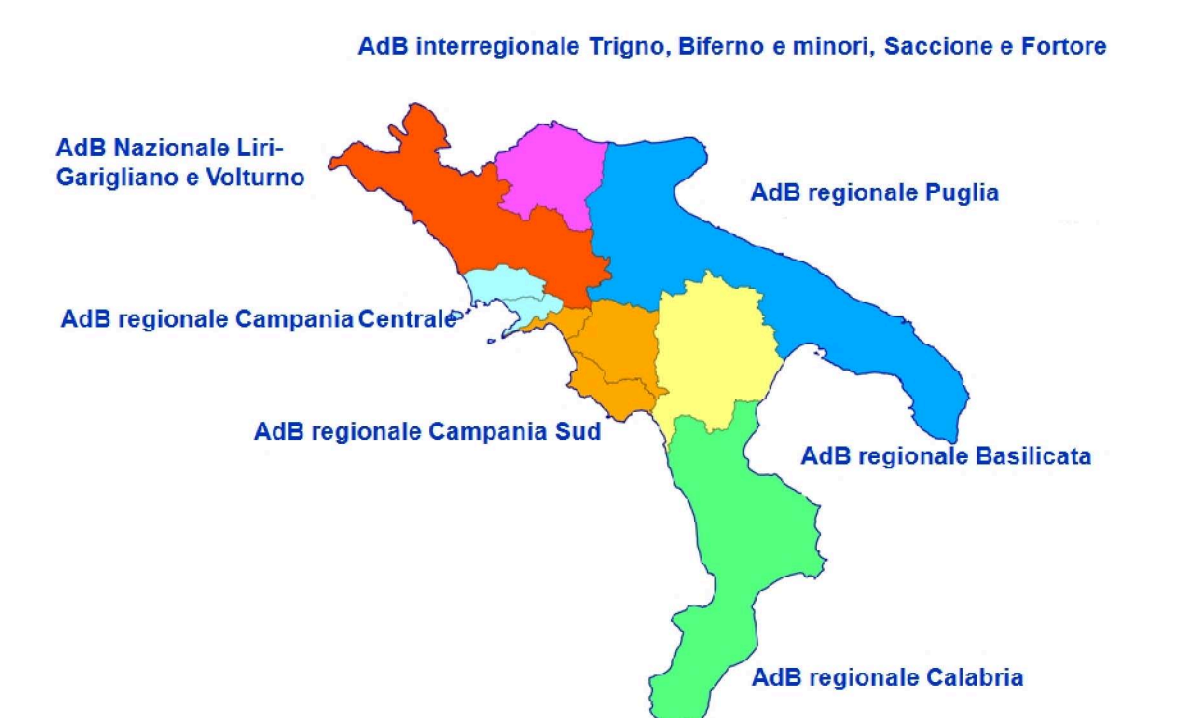 AdB interregionale Trigno, Biferno e minori, Saccione e Fortore
AdB Nazionale Liri-
Garigliano e Volturno
AdB regionale Puglia
AdB regionale Campania Centrale
AdB regionale Campania Sud
AdB regionale Basilicata
AdB regionale Calabria